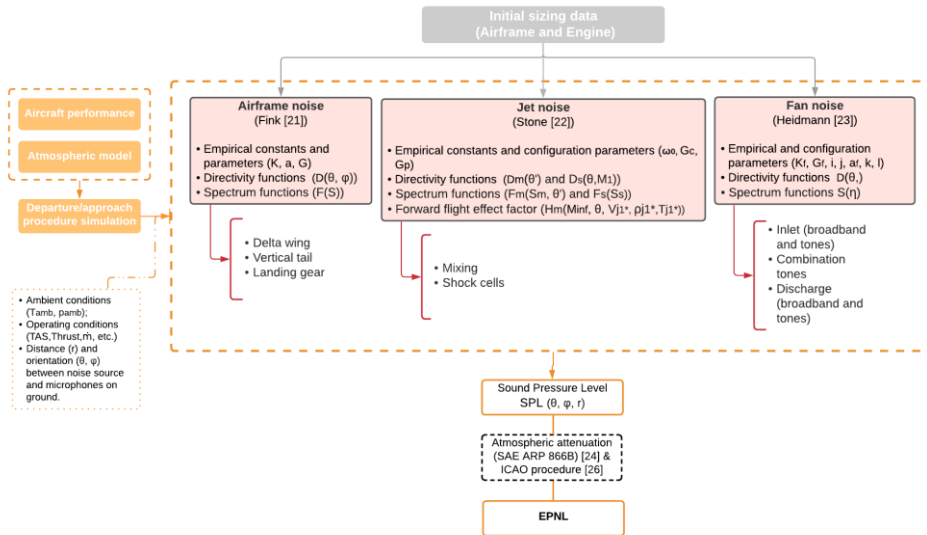 Initial sizing data
(Airframe and Engine)
Aircraft performance
Atmospheric model
Departure/approach
procedure simulation
• Ambient conditions
(Tamb, pamb);
• Operating conditions
(TAS,Thrust,ṁ, etc.)
• Distance (r) and
orientation (θ, φ)
between noise source
and microphones on
ground.
Airframe noise
(Fink [21])
• Empirical constants and
parameters (K, a, G)
• Directivity functions (D(θ, φ))
• Spectrum functions (F(S))
• Delta wing
• Vertical tail
• Landing gear
Jet noise
(Stone [22])
• Empirical constants and configuration parameters (ω₀, Gc,
Gp)
• Directivity functions (Dm(θ') and Ds(θ,M1))
• Spectrum functions (Fm(Sm, θ') and Fs(Ss))
• Forward flight effect factor (Hm(Minf, θ, Vj1*, ρj1*,Tj1*))
• Mixing
• Shock cells
Fan noise
(Heidmann [23])
• Empirical and configuration
parameters (Kf, Gf, i, j, af, k, l)
• Directivity functions D(θ,)
• Spectrum functions S(η)
• Inlet (broadband
and tones)
• Combination
tones
• Discharge
(broadband and
tones)
Sound Pressure Level
SPL (θ, φ, r)
Atmospheric attenuation
(SAE ARP 866B) [24] &
ICAO procedure [26]
EPNL